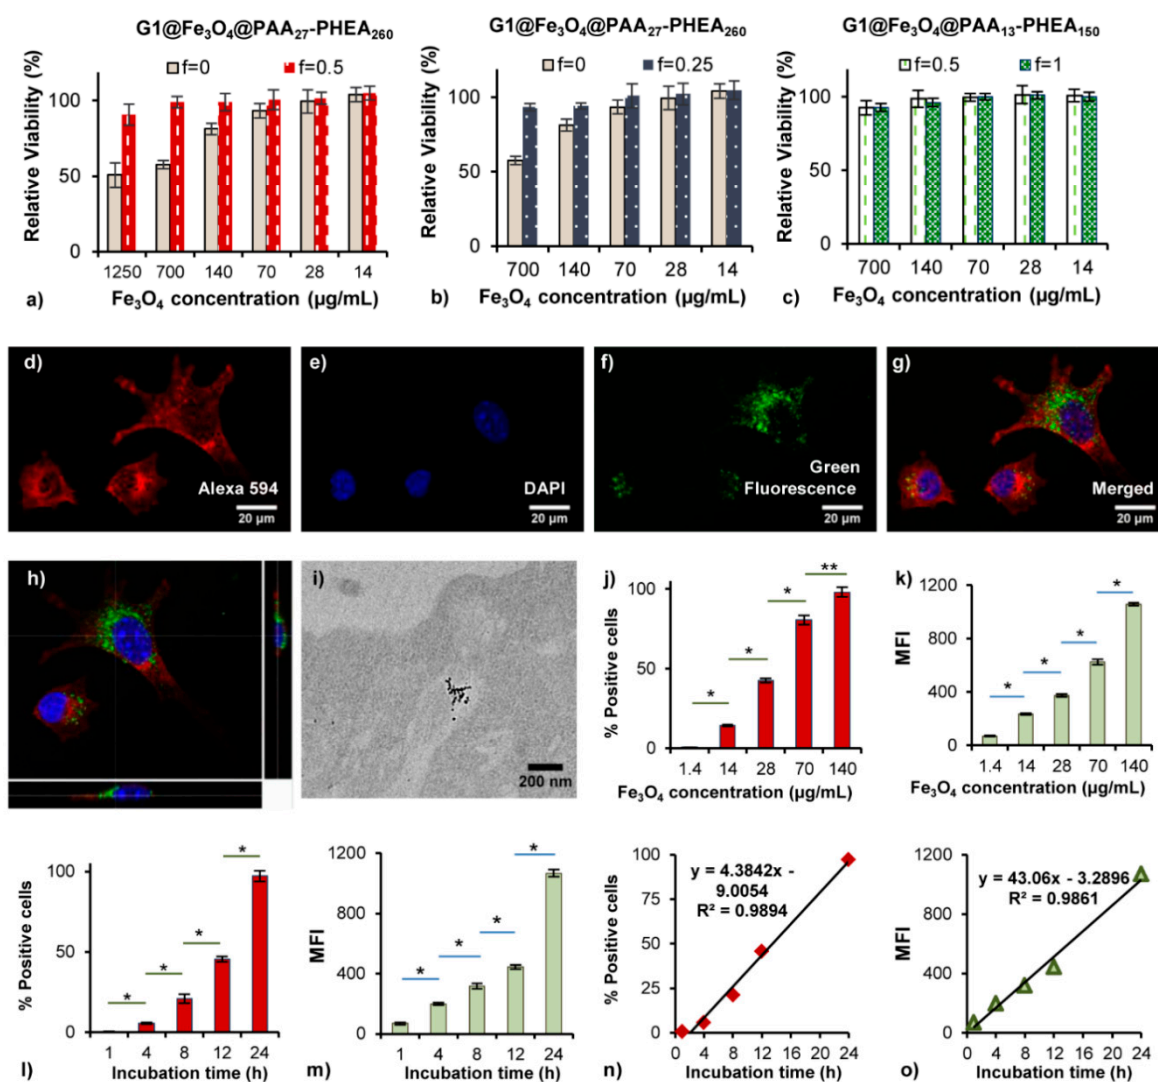 G1@Fe₃O₄@PAA₂₇-PHEA₂₆₀
f=0 f=0.5
Relative Viability (%)
100
50
0
1250 700 140 70 28 14
a) Fe₃O₄ concentration (µg/mL)
G1@Fe₃O₄@PAA₂₇-PHEA₂₆₀
f=0 f=0.25
Relative Viability (%)
100
50
0
700 140 70 28 14
b) Fe₃O₄ concentration (µg/mL)
G1@Fe₃O₄@PAA₁₃-PHEA₁₅₀
f=0.5 f=1
Relative Viability (%)
100
50
0
700 140 70 28 14
c) Fe₃O₄ concentration (µg/mL)
d)
Alexa 594
20 µm
e)
DAPI
20 µm
f)
Green
Fluorescence
20 µm
g)
Merged
20 µm
h)
i)
200 nm
j)
% Positive cells
100
50
0
* * * **
1.4 14 28 70 140
Fe₃O₄ concentration (µg/mL)
k)
MFI
1200
800
400
0
* * * *
1.4 14 28 70 140
Fe₃O₄ concentration (µg/mL)
% Positive cells
100
50
0
* * * *
1 4 8 12 24
l) Incubation time (h)
MFI
1200
800
400
0
* * * *
1 4 8 12 24
m) Incubation time (h)
% Positive cells
100
75
50
25
0
y = 4.3842x -
9.0054
R² = 0.9894
0 4 8 12 16 20 24
n) Incubation time (h)
MFI
1200
800
400
0
y = 43.06x - 3.2896
R² = 0.9861
0 4 8 12 16 20 24
o) Incubation time (h)